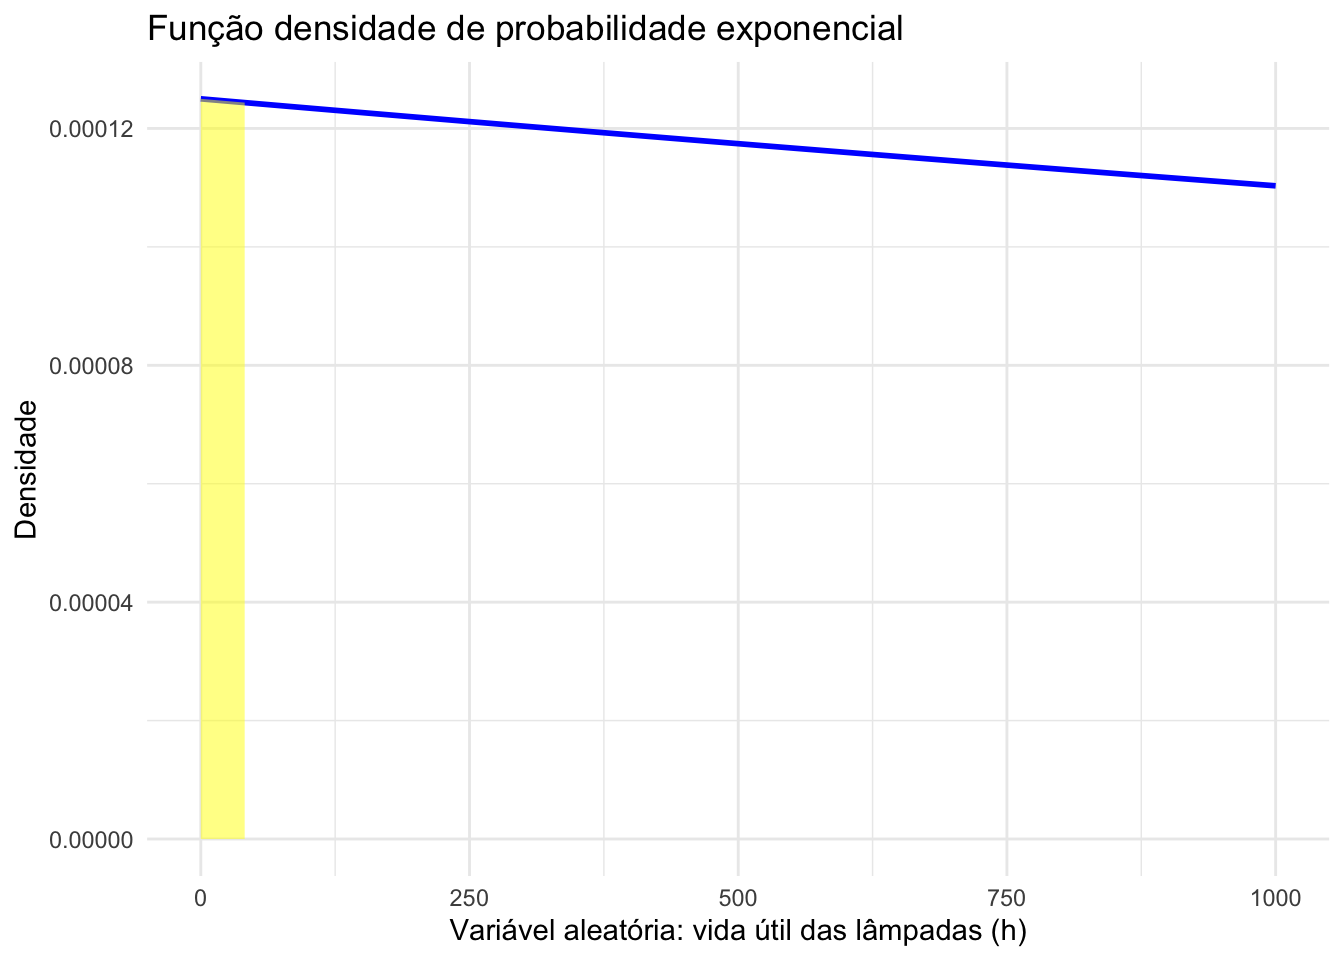 Função densidade de probabilidade exponencial
0.00012
0.00008
0.00004
0.00000
Densidade
0 250 500 750 1000
Variável aleatória: vida útil das lâmpadas (h)